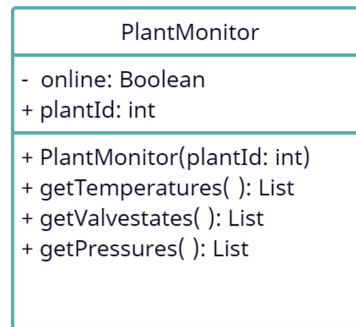 PlantMonitor
- online: Boolean
+ plantId: int
+ PlantMonitor(plantId: int)
+ getTemperatures( ): List
+ getValvestates( ): List
+ getPressures( ): List